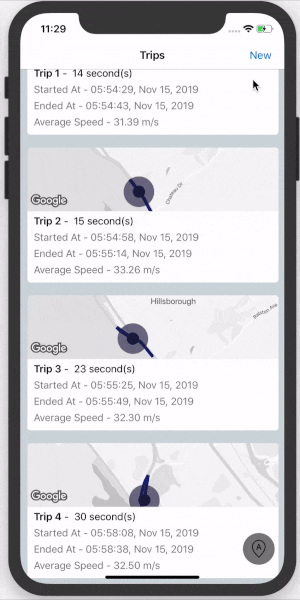 11:29
Trips
New
Trip 1 - 14 second(s)
Started At - 05:54:29, Nov 15, 2019
Ended At - 05:54:43, Nov 15, 2019
Average Speed - 31.39 m/s
Chateau Dr
Google
Trip 2 - 15 second(s)
Started At - 05:54:58, Nov 15, 2019
Ended At - 05:55:14, Nov 15, 2019
Average Speed - 33.26 m/s
Hillsborough
Ralston Ave
Google
Trip 3 - 23 second(s)
Started At - 05:55:25, Nov 15, 2019
Ended At - 05:55:49, Nov 15, 2019
Average Speed - 32.30 m/s
Google
Trip 4 - 30 second(s)
Started At - 05:58:08, Nov 15, 2019
Ended At - 05:58:38, Nov 15, 2019
Average Speed - 32.50 m/s
A